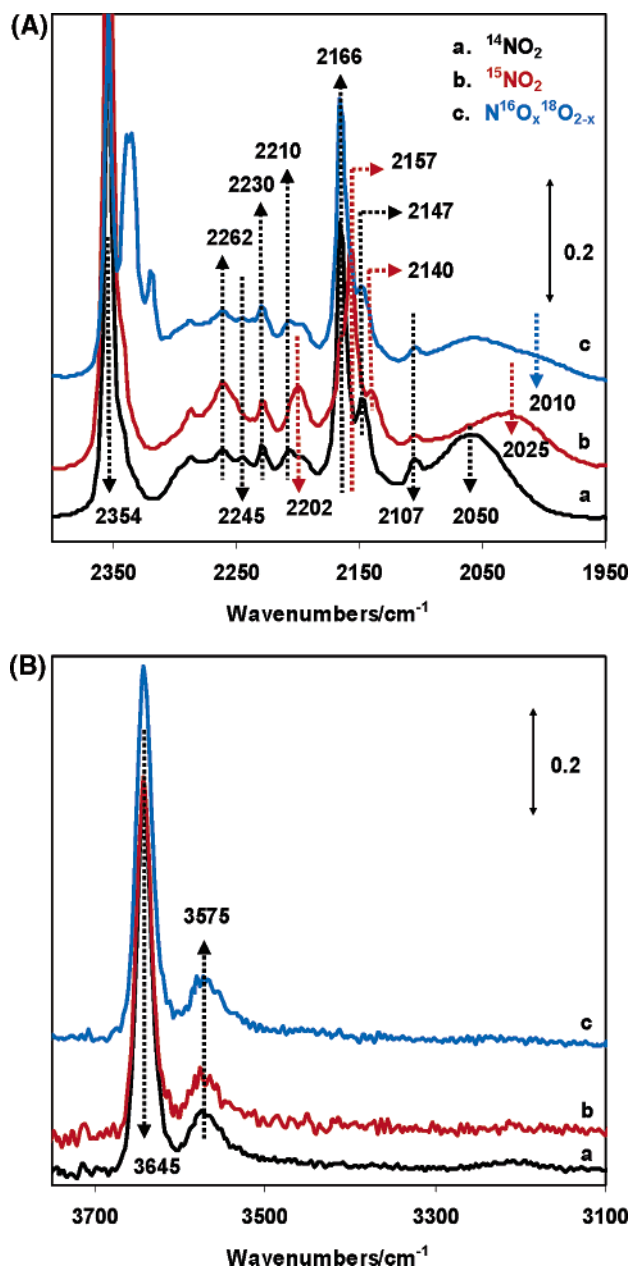 (A)
a. ¹⁴NO₂
b. ¹⁵NO₂
c. N¹⁶Oₓ¹⁸O₂₋ₓ
2166
2210
2157
2230
2147
2262
2140
0.2
c
2010
b
2025
a
2354
2245
2202
2107
2050
2350 2250 2150 2050 1950
Wavenumbers/cm⁻¹
(B)
0.2
3575
c
b
a
3645
3700 3500 3300 3100
Wavenumbers/cm⁻¹